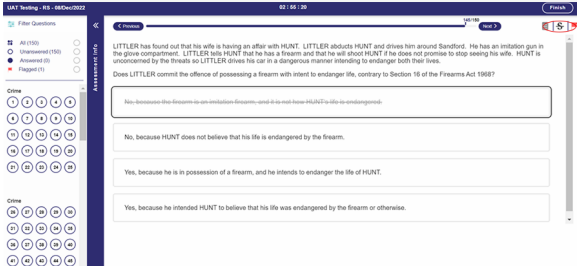 UAT Testing - RS - 08/Dec/2022
02 : 55 : 20
Finish
Filter Questions
All (150)
Unanswered (150)
Answered (0)
Flagged (1)
Crime
1 2 3 4 5
6 7 8 9 10
11 12 13 14 15
16 17 18 19 20
21 22 23 24 25
Crime
26 27 28 29 30
31 32 33 34 35
36 37 38 39 40
41 42 43 44 45
Assessment Info
Previous
145/150
Next
LITTLER has found out that his wife is having an affair with HUNT. LITTLER abducts HUNT and drives him around Sandford. He has an imitation gun in
the glove compartment. LITTLER tells HUNT that he has a firearm and that he will shoot HUNT if he does not promise to stop seeing his wife. HUNT is
unconcerned by the threats so LITTLER drives his car in a dangerous manner intending to endanger both their lives.
Does LITTLER commit the offence of possessing a firearm with intent to endanger life, contrary to Section 16 of the Firearms Act 1968?
No, because the firearm is an imitation firearm, and it is not how HUNT's life is endangered.
No, because HUNT does not believe that his life is endangered by the firearm.
Yes, because he is in possession of a firearm, and he intends to endanger the life of HUNT.
Yes, because he intended HUNT to believe that his life was endangered by the firearm or otherwise.